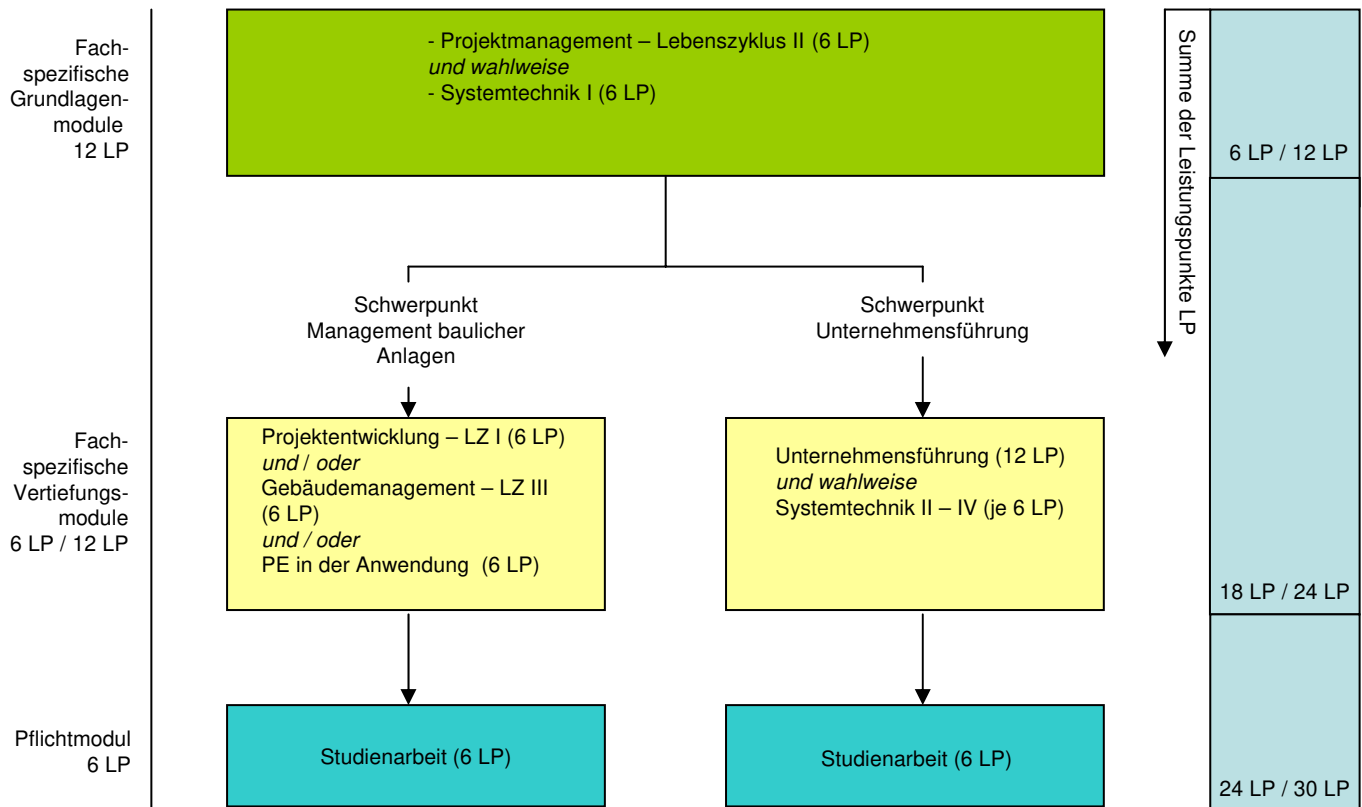 Fach-
spezifische
Grundlagen-
module
12 LP
- Projektmanagement – Lebenszyklus II (6 LP)
und wahlweise
- Systemtechnik I (6 LP)
Summe der Leistungspunkte LP
6 LP / 12 LP
Schwerpunkt
Management baulicher
Anlagen
Schwerpunkt
Unternehmensführung
Fach-
spezifische
Vertiefungs-
module
6 LP / 12 LP
Projektentwicklung – LZ I (6 LP)
und / oder
Gebäudemanagement – LZ III
(6 LP)
und / oder
PE in der Anwendung (6 LP)
Unternehmensführung (12 LP)
und wahlweise
Systemtechnik II – IV (je 6 LP)
18 LP / 24 LP
Pflichtmodul
6 LP
Studienarbeit (6 LP)
Studienarbeit (6 LP)
24 LP / 30 LP